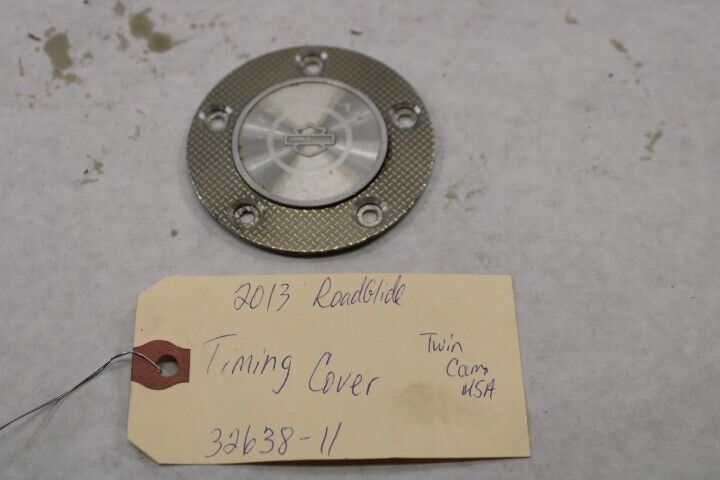 2013 RoadGlide
Timing Cover
Twin
Cam
USA
32638-11